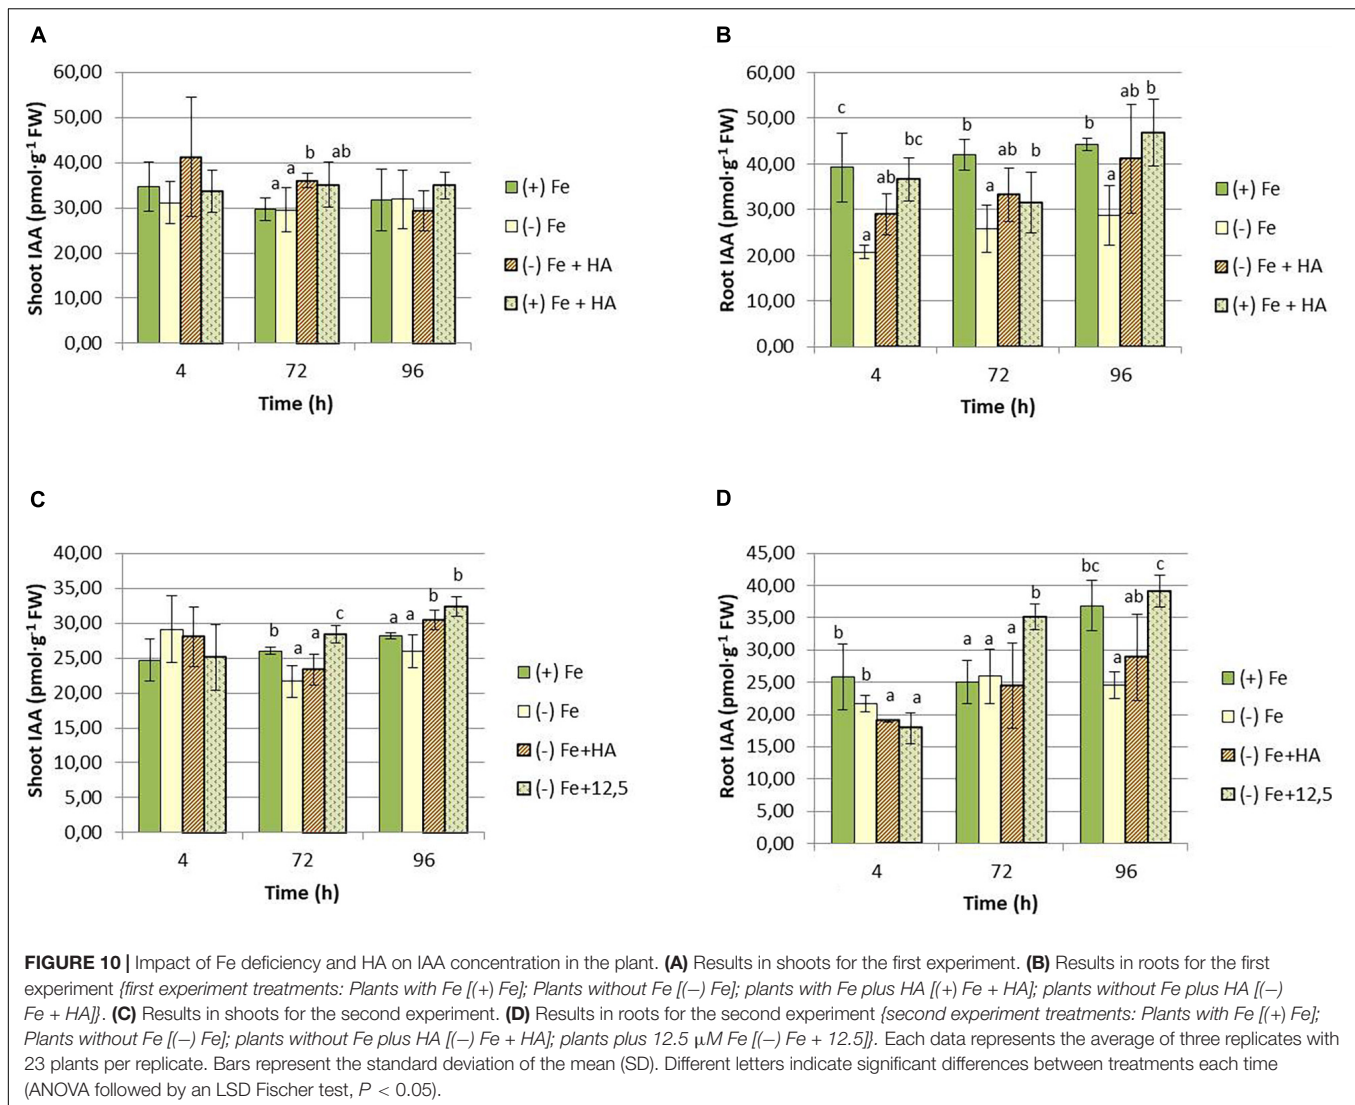 A
60,00
50,00
40,00
30,00
20,00
10,00
0,00
Shoot IAA (pmol·g⁻¹ FW)
a a b ab
4 72 96
Time (h)
(+) Fe
(-) Fe
(-) Fe + HA
(+) Fe + HA
B
60,00
50,00
40,00
30,00
20,00
10,00
0,00
Root IAA (pmol·g⁻¹ FW)
c a ab bc b a ab b b a ab b
4 72 96
Time (h)
(+) Fe
(-) Fe
(-) Fe + HA
(+) Fe + HA
C
40,00
35,00
30,00
25,00
20,00
15,00
10,00
5,00
0,00
Shoot IAA (pmol·g⁻¹ FW)
b a a c a a b b
4 72 96
Time (h)
(+) Fe
(-) Fe
(-) Fe+HA
(-) Fe+12,5
D
45,00
40,00
35,00
30,00
25,00
20,00
15,00
10,00
5,00
0,00
Root IAA (pmol·g⁻¹ FW)
b b a a a a a b bc a ab c
4 72 96
Time (h)
(+) Fe
(-) Fe
(-) Fe+HA
(-) Fe+12,5
FIGURE 10 | Impact of Fe deficiency and HA on IAA concentration in the plant. (A) Results in shoots for the first experiment. (B) Results in roots for the first
experiment {first experiment treatments: Plants with Fe [(+) Fe]; Plants without Fe [(−) Fe]; plants with Fe plus HA [(+) Fe + HA]; plants without Fe plus HA [(−)
Fe + HA]}. (C) Results in shoots for the second experiment. (D) Results in roots for the second experiment {second experiment treatments: Plants with Fe [(+) Fe];
Plants without Fe [(−) Fe]; plants without Fe plus HA [(−) Fe + HA]; plants plus 12.5 μM Fe [(−) Fe + 12.5]}. Each data represents the average of three replicates with
23 plants per replicate. Bars represent the standard deviation of the mean (SD). Different letters indicate significant differences between treatments each time
(ANOVA followed by an LSD Fischer test, P < 0.05).